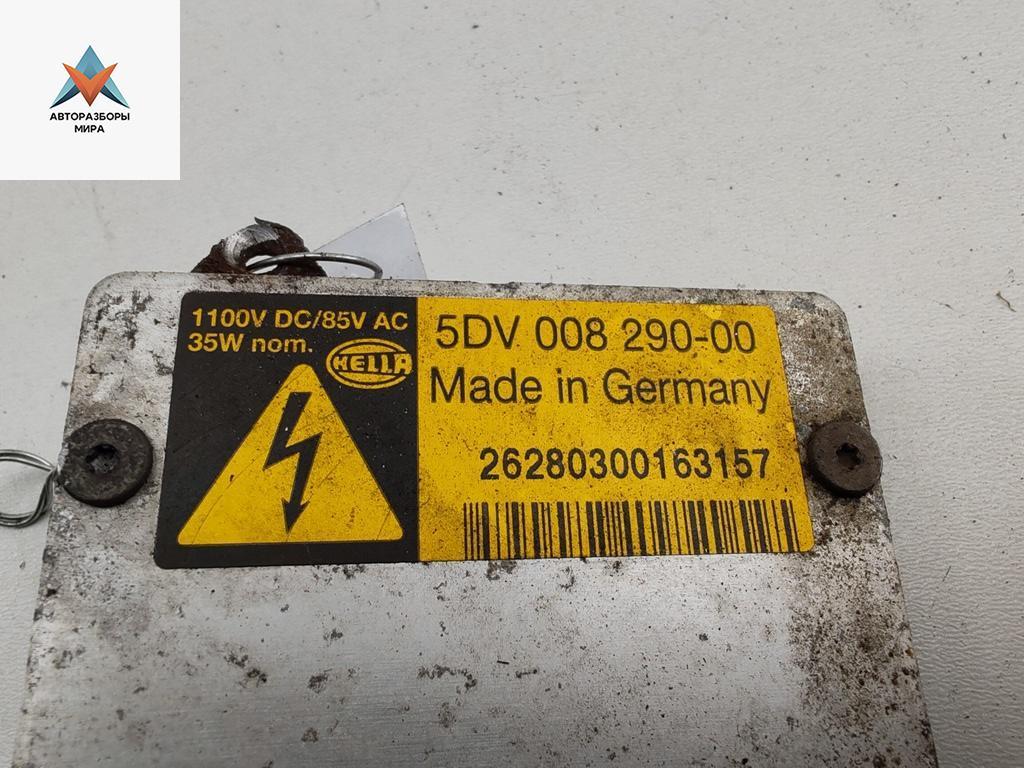 АВТОРАЗБОРЫ
МИРА
1100V DC/85V AC
35W nom.
HELLA
5DV 008 290-00
Made in Germany
26280300163157